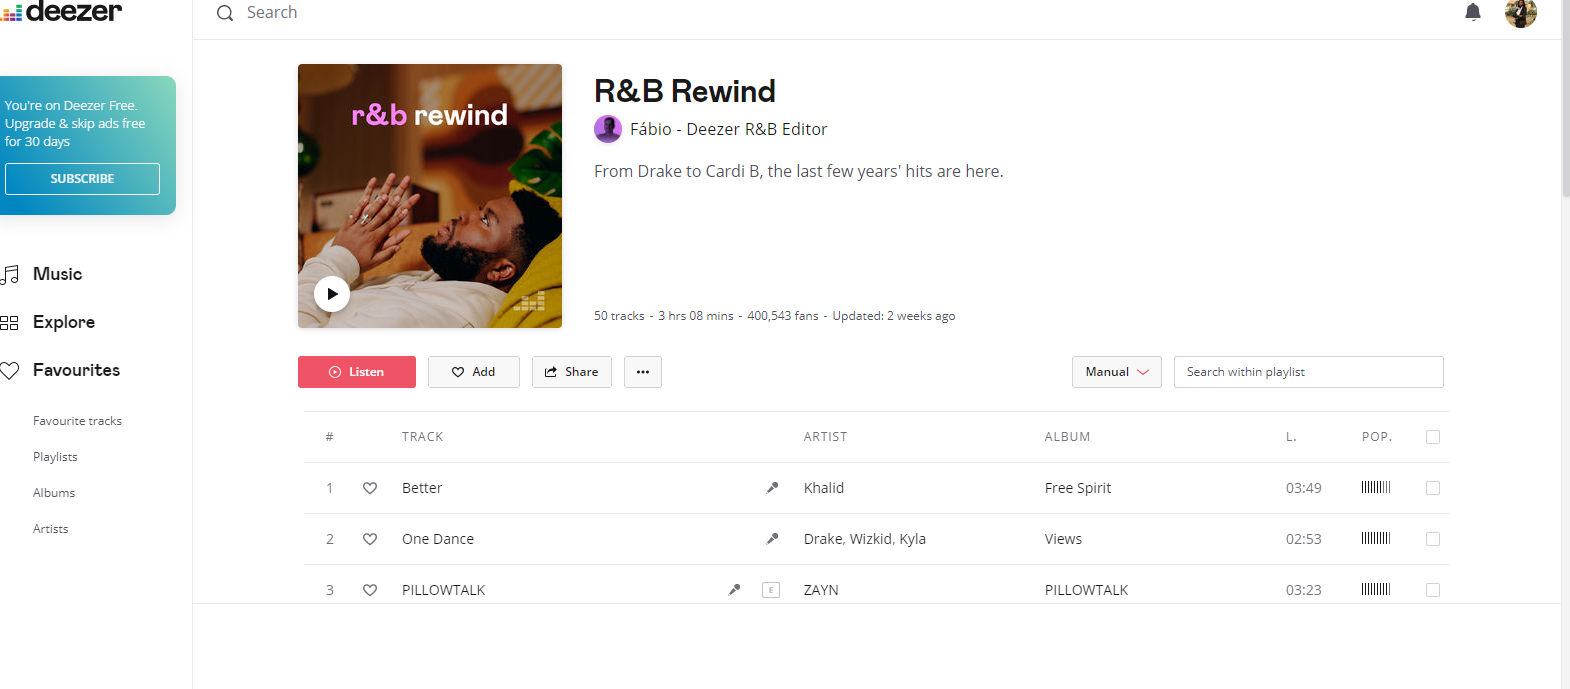 deezer
Search
You're on Deezer Free.
Upgrade & skip ads free
for 30 days
SUBSCRIBE
Music
Explore
Favourites
Favourite tracks
Playlists
Albums
Artists
r&b rewind
R&B Rewind
Fábio - Deezer R&B Editor
From Drake to Cardi B, the last few years' hits are here.
50 tracks - 3 hrs 08 mins - 400,543 fans - Updated: 2 weeks ago
Listen Add Share ••• Manual Search within playlist
# TRACK ARTIST ALBUM L. POP.
1 Better Khalid Free Spirit 03:49
2 One Dance Drake, Wizkid, Kyla Views 02:53
3 PILLOWTALK E ZAYN PILLOWTALK 03:23